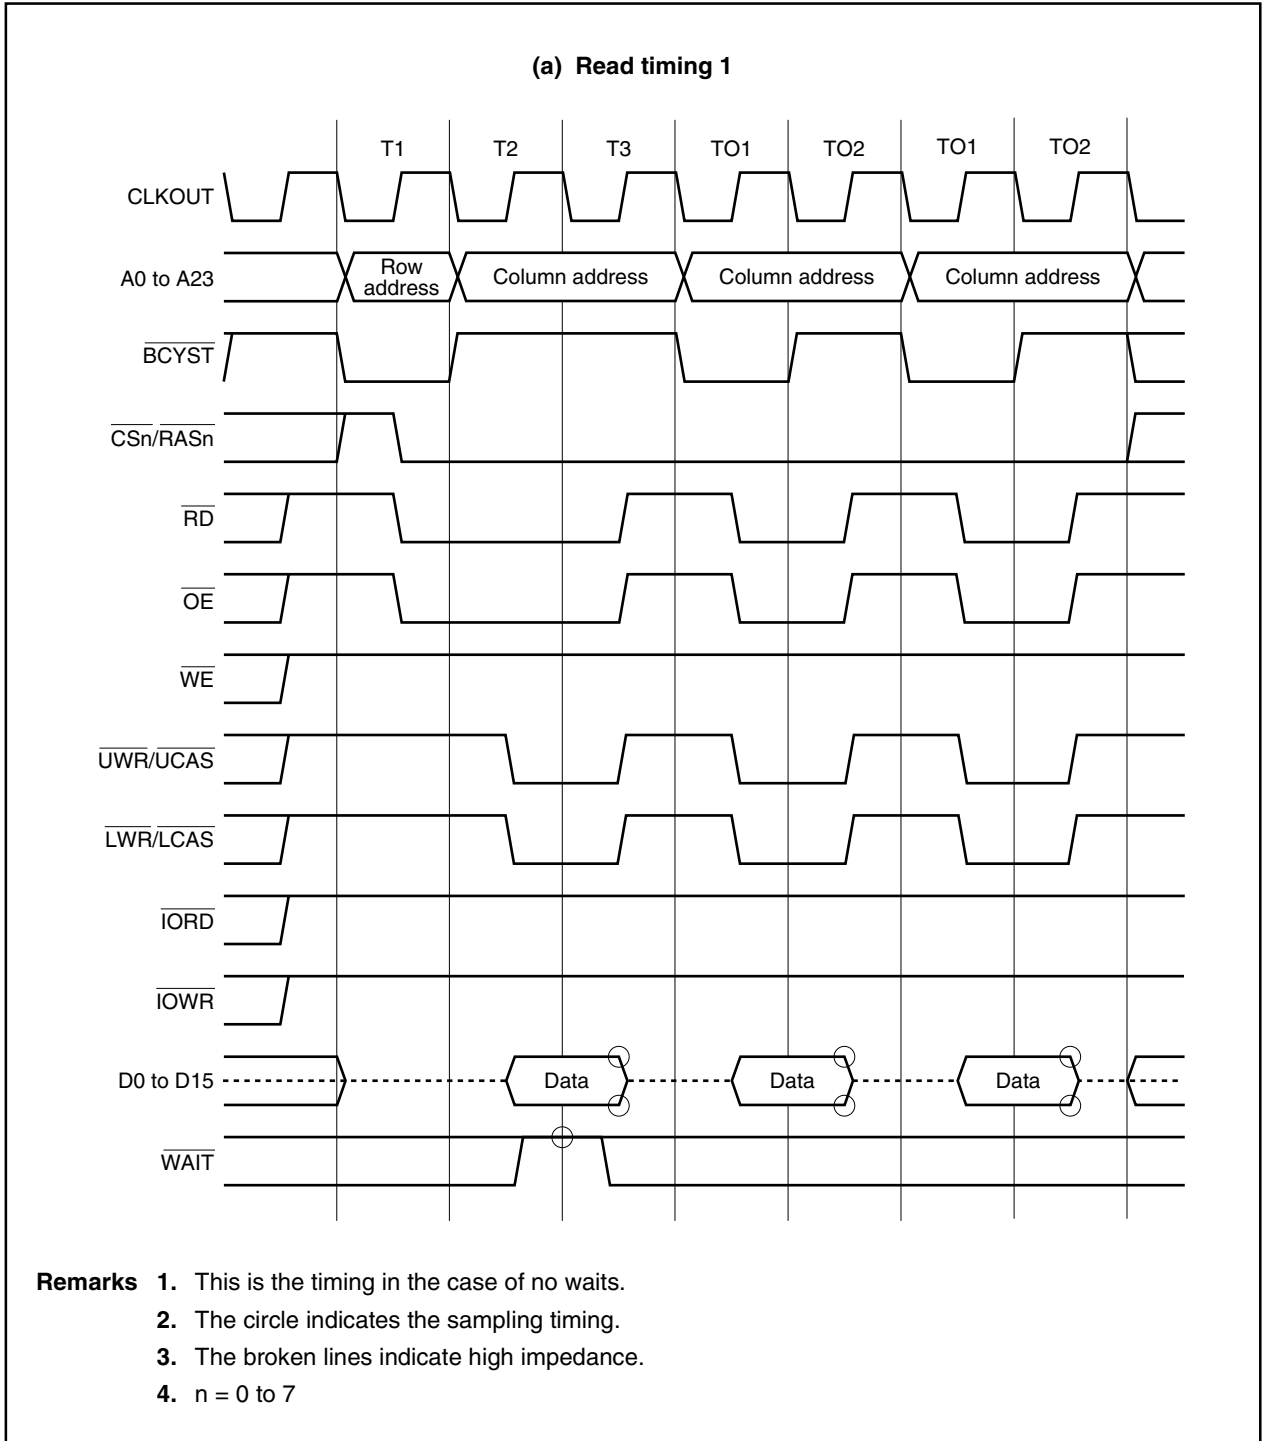 (a) Read timing 1
T1 T2 T3 TO1 TO2 TO1 TO2
CLKOUT
A0 to A23
Row address
Column address
Column address
Column address
BCYST
CSn/RASn
RD
OE
WE
UWR/UCAS
LWR/LCAS
IORD
IOWR
D0 to D15
Data
Data
Data
WAIT
Remarks 1. This is the timing in the case of no waits.
2. The circle indicates the sampling timing.
3. The broken lines indicate high impedance.
4. n = 0 to 7